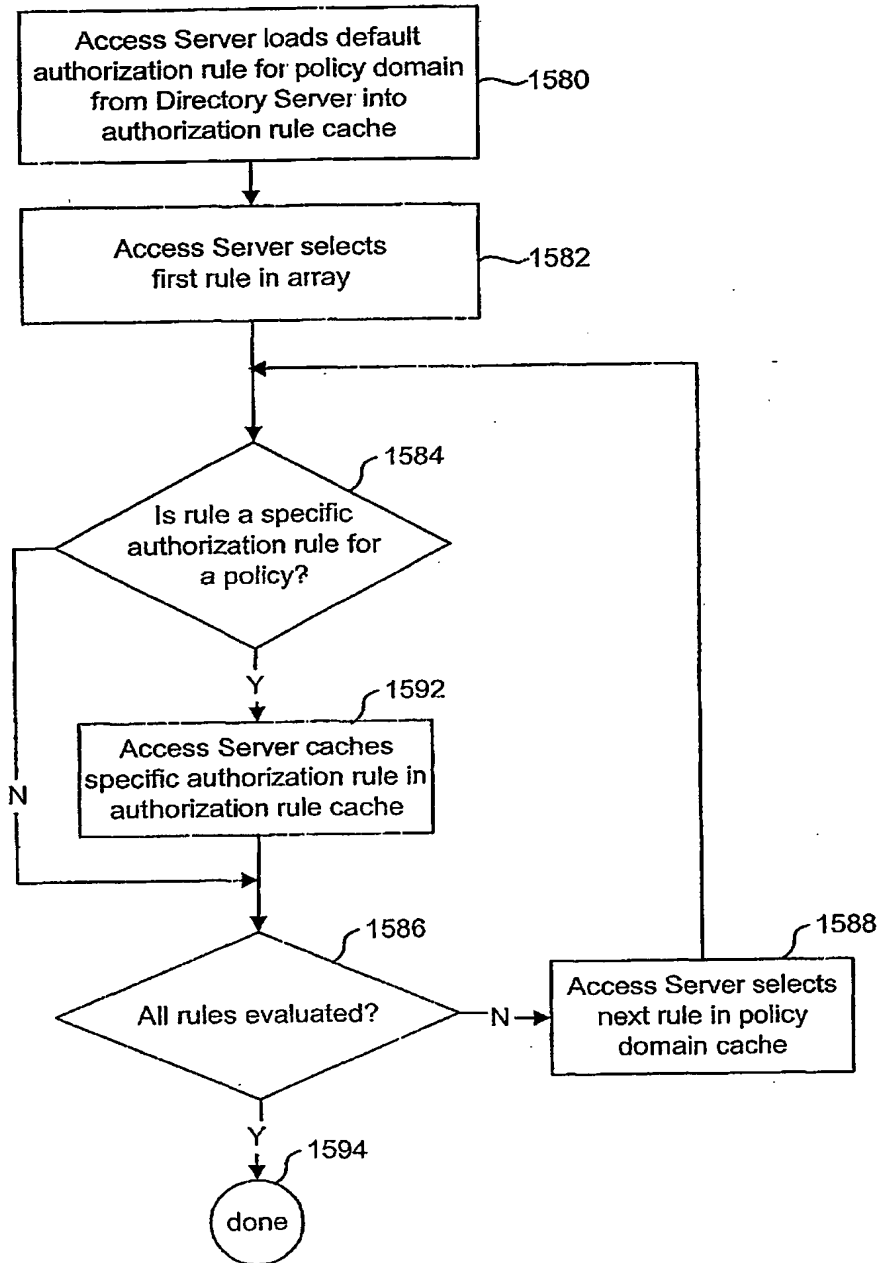 Access Server loads default
authorization rule for policy domain
from Directory Server into
authorization rule cache
1580
Access Server selects
first rule in array
1582
1584
Is rule a specific
authorization rule for
a policy?
Y
1592
Access Server caches
specific authorization rule in
authorization rule cache
N
1586
All rules evaluated?
N
1588
Access Server selects
next rule in policy
domain cache
Y
1594
done